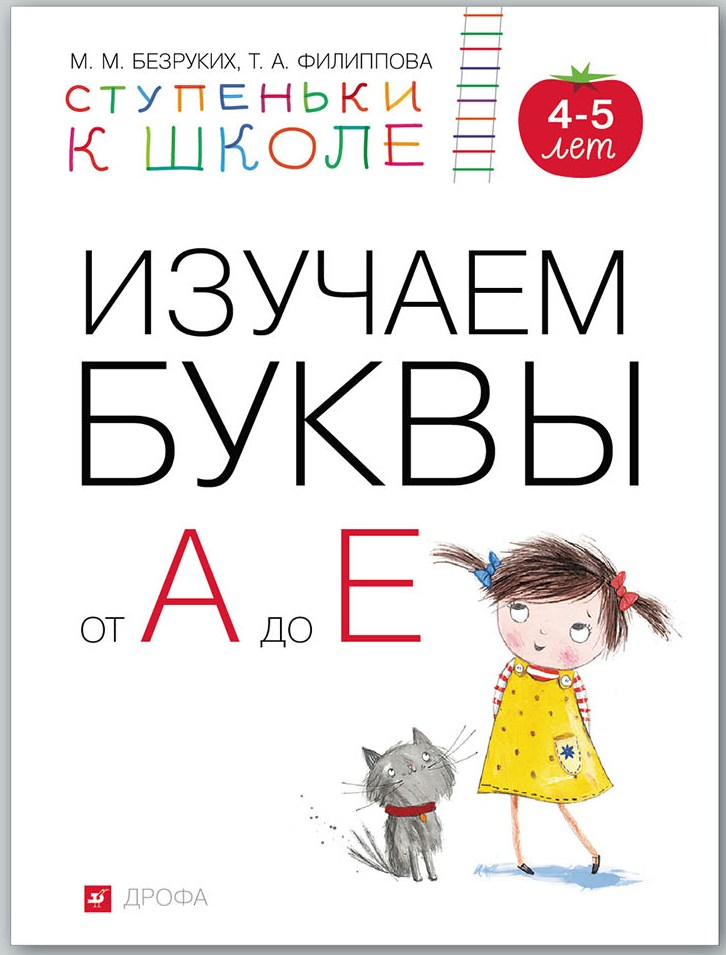 М. М. БЕЗРУКИХ, Т. А. ФИЛИППОВА
СТУПЕНЬКИ
К ШКОЛЕ
4-5
лет
ИЗУЧАЕМ
БУКВЫ
ОТ А ДО Е
ДРОФА